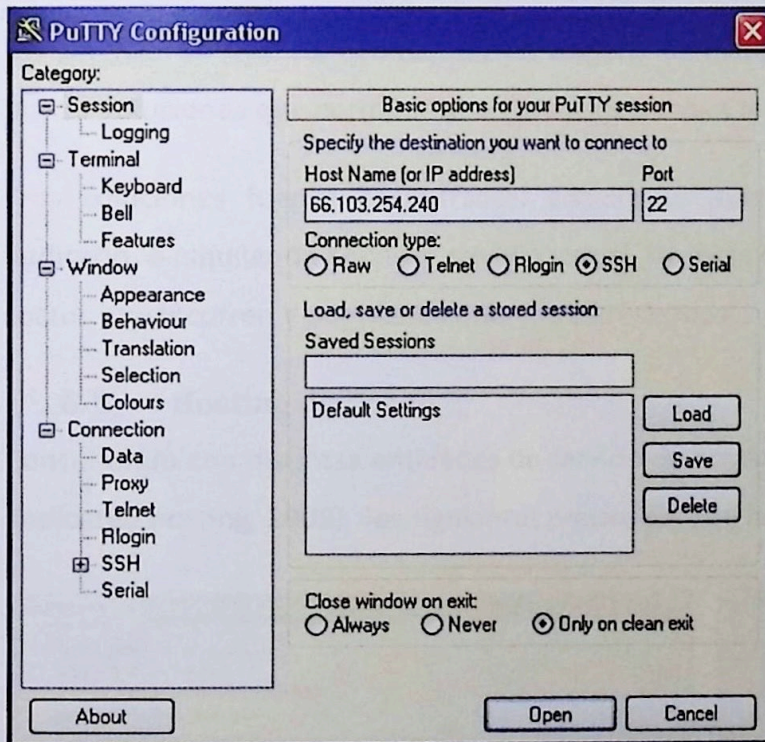 PuTTY Configuration
Category:
Session
Logging
Terminal
Keyboard
Bell
Features
Window
Appearance
Behaviour
Translation
Selection
Colours
Connection
Data
Proxy
Telnet
Rlogin
SSH
Serial
Basic options for your PuTTY session
Specify the destination you want to connect to
Host Name (or IP address) Port
66.103.254.240 22
Connection type:
Raw Telnet Rlogin SSH Serial
Load, save or delete a stored session
Saved Sessions
Default Settings
Load
Save
Delete
Close window on exit:
Always Never Only on clean exit
About Open Cancel